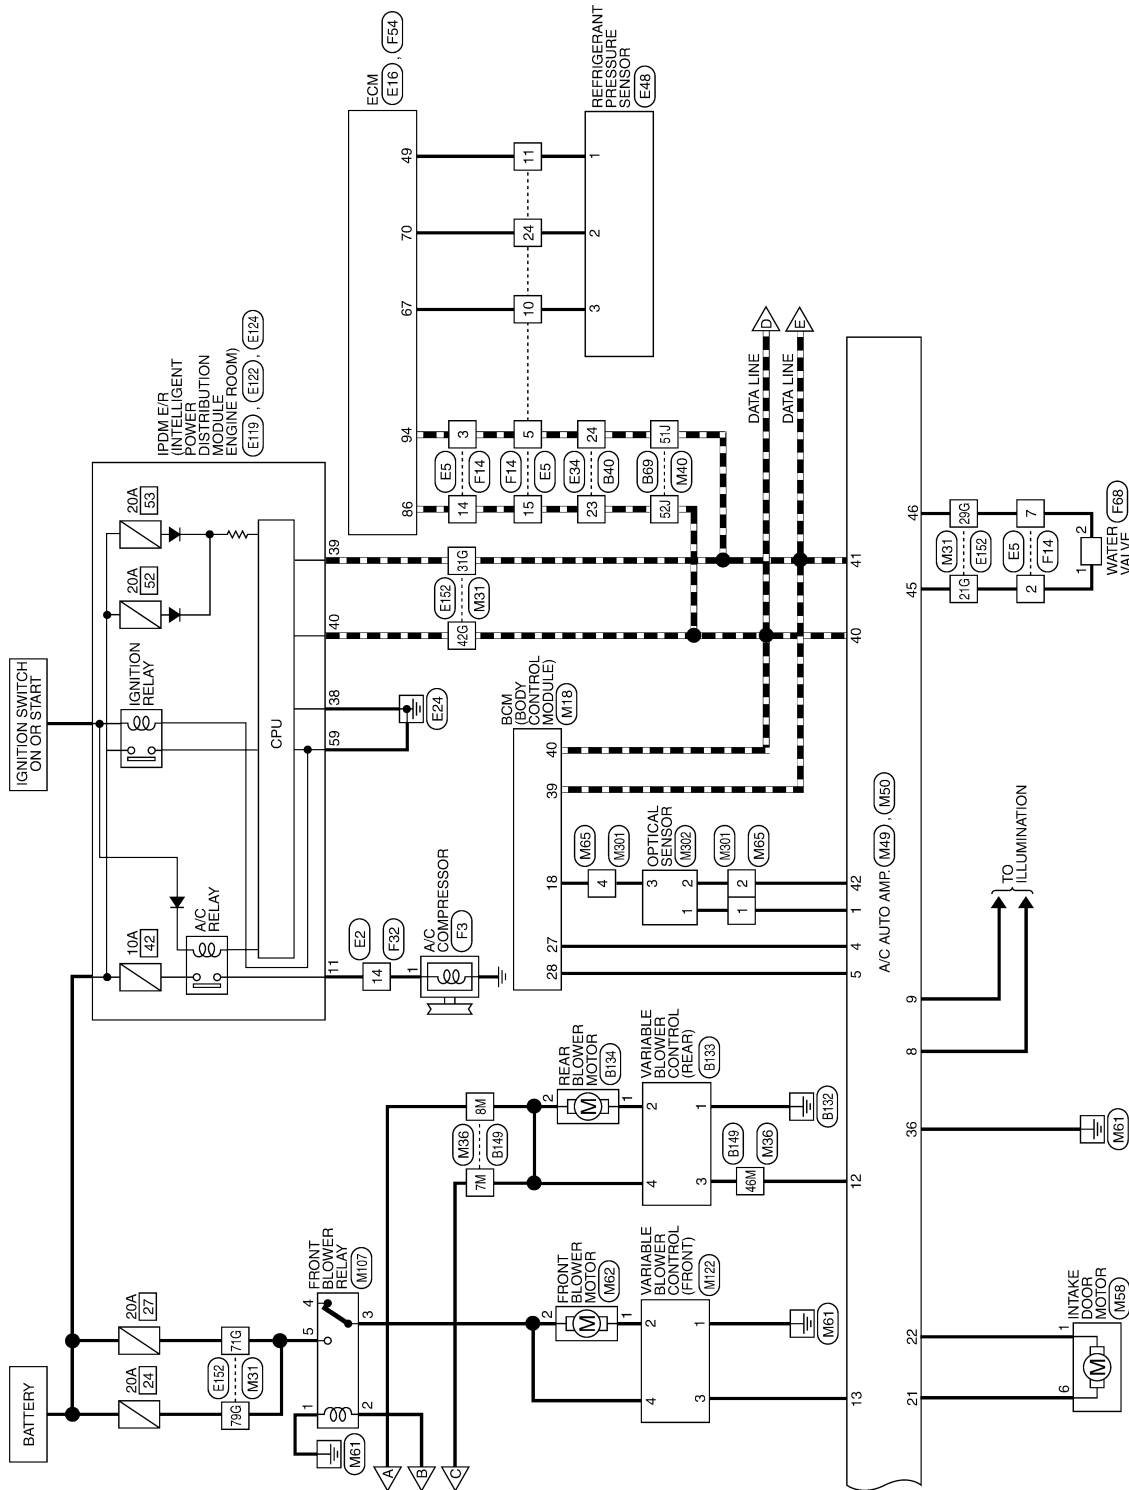 BATTERY
IGNITION SWITCH
ON OR START
20A
24
20A
27
79G
71G
E152
M31
FRONT
BLOWER
RELAY
M107
1
2
5
4
3
M61
A
B
C
10A
42
A/C
RELAY
IGNITION
RELAY
20A
52
20A
53
CPU
IPDM E/R
(INTELLIGENT
POWER
DISTRIBUTION
MODULE
ENGINE ROOM)
E119 , E122 , E124
11
59
38
40
39
E24
E2
F32
14
1
A/C
COMPRESSOR
F3
42G
31G
E152
M31
ECM
E16 , F54
86
94
67
70
49
14
3
E5
F14
15
5
F14
E5
23
24
E34
B40
52J
51J
B69
M40
10
24
11
3
2
1
REFRIGERANT
PRESSURE
SENSOR
E48
DATA LINE
D
DATA LINE
E
BCM
(BODY
CONTROL
MODULE)
M18
28
27
18
39
40
M65
M301
4
OPTICAL
SENSOR
M302
3
1
2
M301
M65
1
2
7M
8M
M36
B149
REAR
BLOWER
MOTOR
B134
2
M
1
VARIABLE
BLOWER
CONTROL
(REAR)
B133
4
2
3
1
B132
46M
B149
M36
FRONT
BLOWER
MOTOR
M62
2
M
1
VARIABLE
BLOWER
CONTROL
(FRONT)
M122
4
2
3
1
M61
13
12
5
4
1
42
40
41
A/C AUTO AMP. M49 , M50
21
22
36
8
9
45
46
6
1
M
INTAKE
DOOR
MOTOR
M58
M61
TO
ILLUMINATION
21G
29G
M31
E152
2
7
E5
F14
1
2
WATER
VALVE
F68